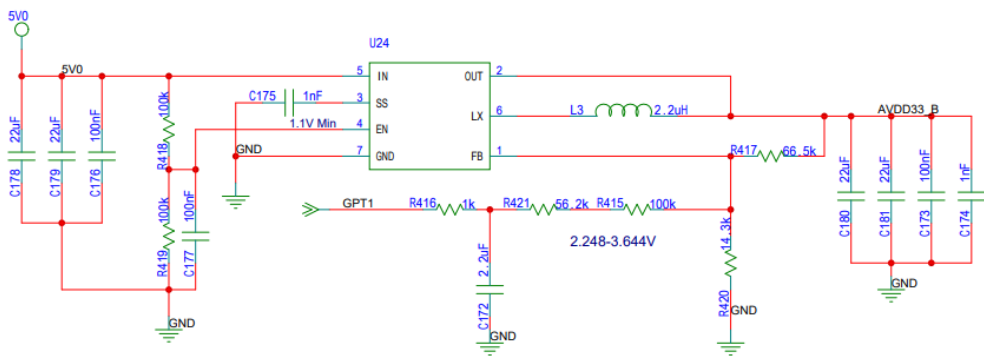 5V0
U24
5V0
5
IN
OUT
2
C175
1nF
3
SS
LX
6
L3
2.2uH
AVDD33_B
1.1V Min
4
EN
GND
7
GND
FB
1
R417
66.5k
22uF
C178
22uF
C179
100nF
C176
100k
R418
100k
R419
100nF
C177
GND
GPT1
R416
1k
R421
56.2k
R415
100k
2.248-3.644V
2.2uF
C172
GND
14.3k
R420
GND
22uF
C180
22uF
C181
100nF
C173
1nF
C174
GND